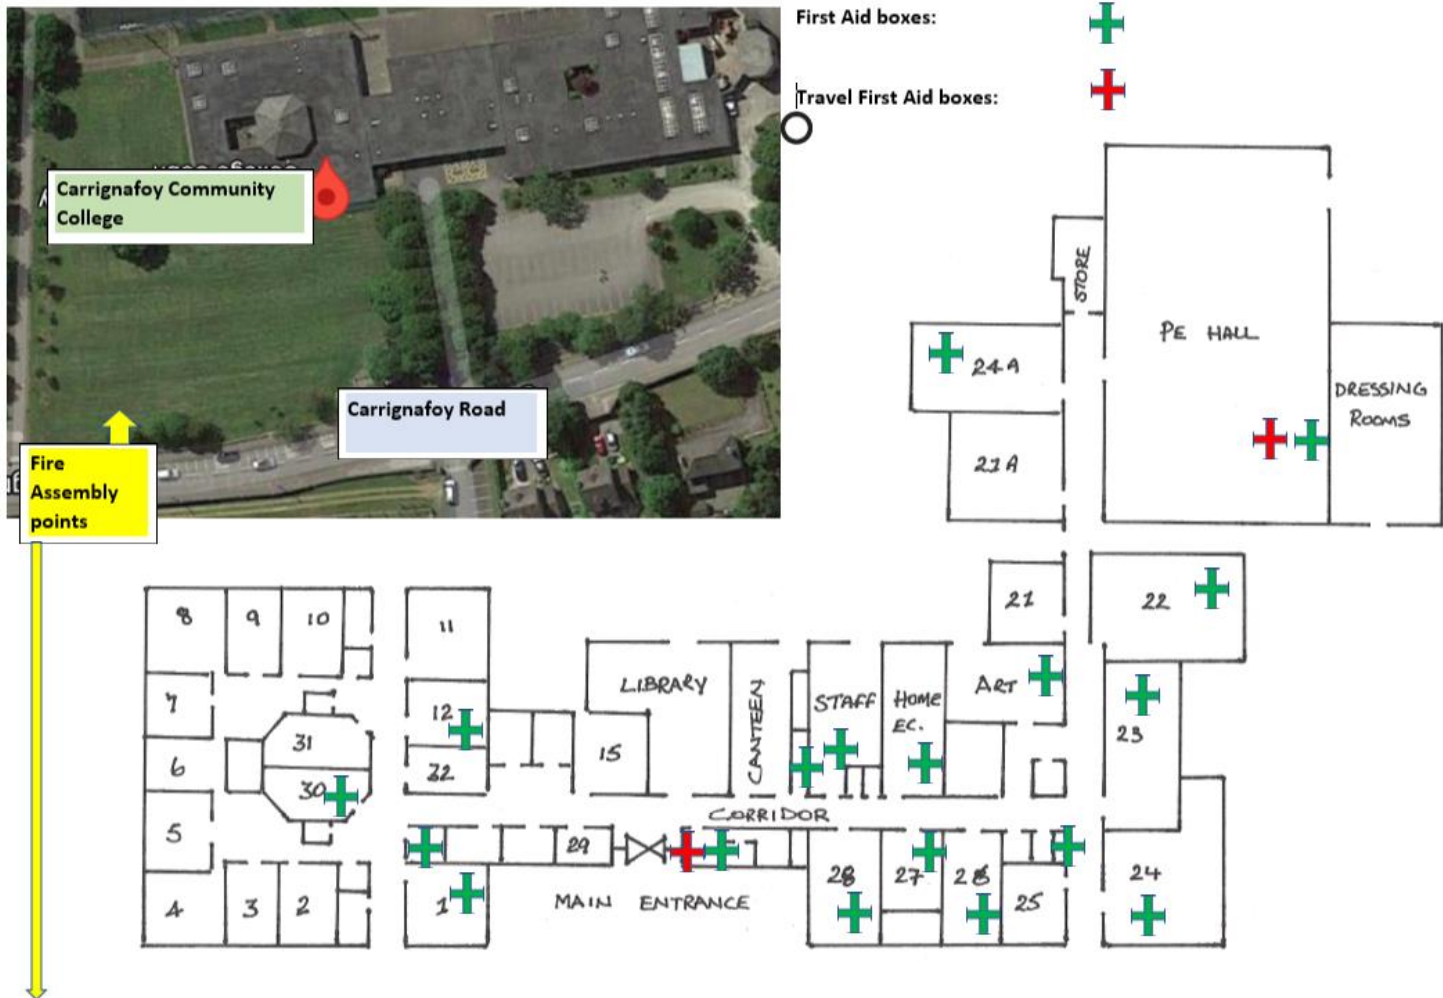 First Aid boxes:
Travel First Aid boxes:
Carrignafoy Community
College
Carrignafoy Road
Fire
Assembly
points
STORE
PE HALL
24A
DRESSING
ROOMS
21A
21
22
8
9
10
11
LIBRARY
CANTEEN
STAFF
HOME
EC.
ART
7
12
23
31
15
6
32
30
CORRIDOR
5
29
28
27
28
24
4
3
2
1
MAIN ENTRANCE
25